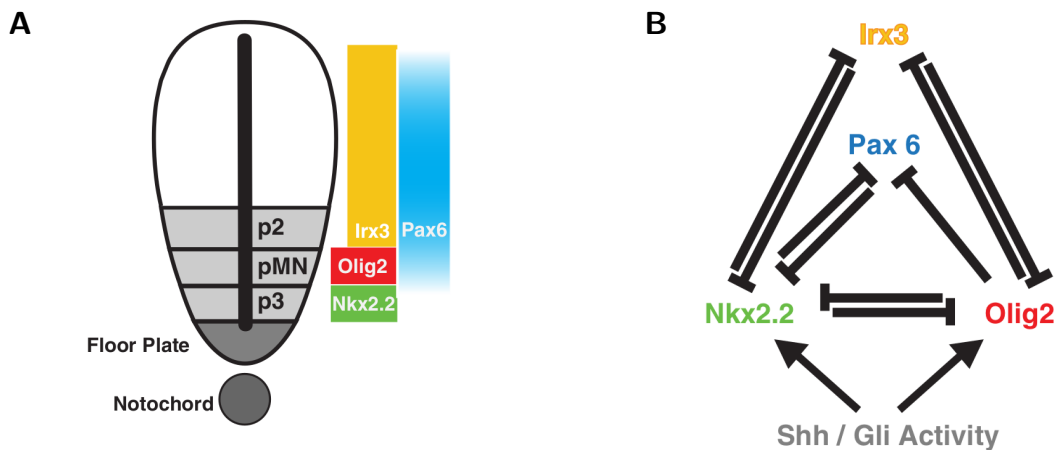 A
p2
pMN
p3
Floor Plate
Notochord
Irx3
Pax6
Olig2
Nkx2.2
B
Irx3
Pax 6
Nkx2.2
Olig2
Shh / Gli Activity